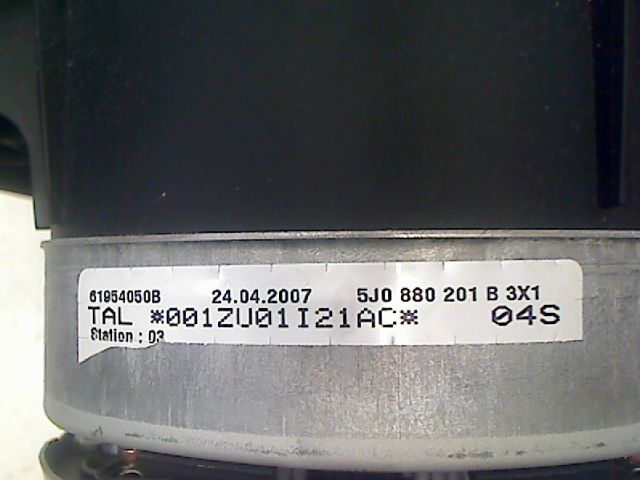 61954050B 24.04.2007 5J0 880 201 B 3X1
TAL *001ZU01I21AC* 04S
Station : 03